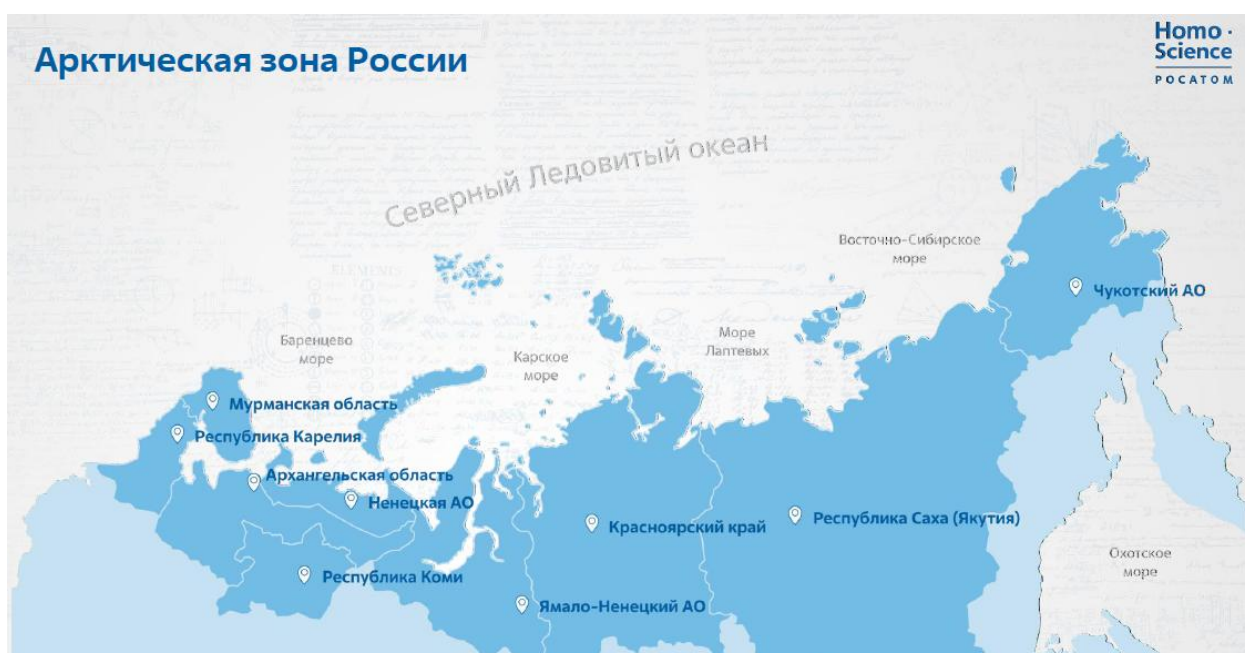 Арктическая зона России
Homo ·
Science
РОСАТОМ
Северный Ледовитый океан
Восточно-Сибирское
море
Чукотский АО
Баренцево
море
Карское
море
Море
Лаптевых
Мурманская область
Республика Карелия
Архангельская область
Ненецкая АО
Красноярский край
Республика Саха (Якутия)
Охотское
море
Республика Коми
Ямало-Ненецкий АО